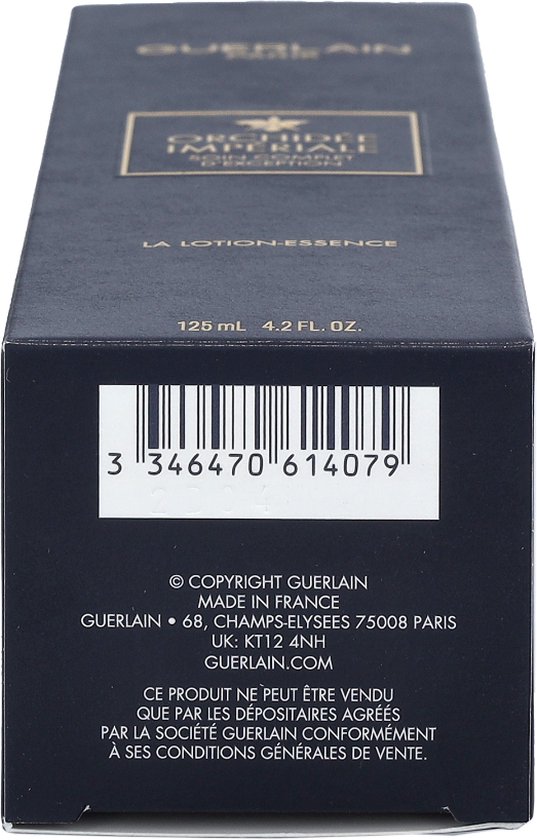 GUERLAIN
PARIS
ORCHIDÉE
IMPÉRIALE
SOIN COMPLET
D'EXCEPTION
LA LOTION-ESSENCE
125 mL 4.2 FL. OZ.
3 346470 614079
2D04
© COPYRIGHT GUERLAIN
MADE IN FRANCE
GUERLAIN • 68, CHAMPS-ELYSEES 75008 PARIS
UK: KT12 4NH
GUERLAIN.COM
CE PRODUIT NE PEUT ÊTRE VENDU
QUE PAR LES DÉPOSITAIRES AGRÉÉS
PAR LA SOCIÉTÉ GUERLAIN CONFORMÉMENT
À SES CONDITIONS GÉNÉRALES DE VENTE.